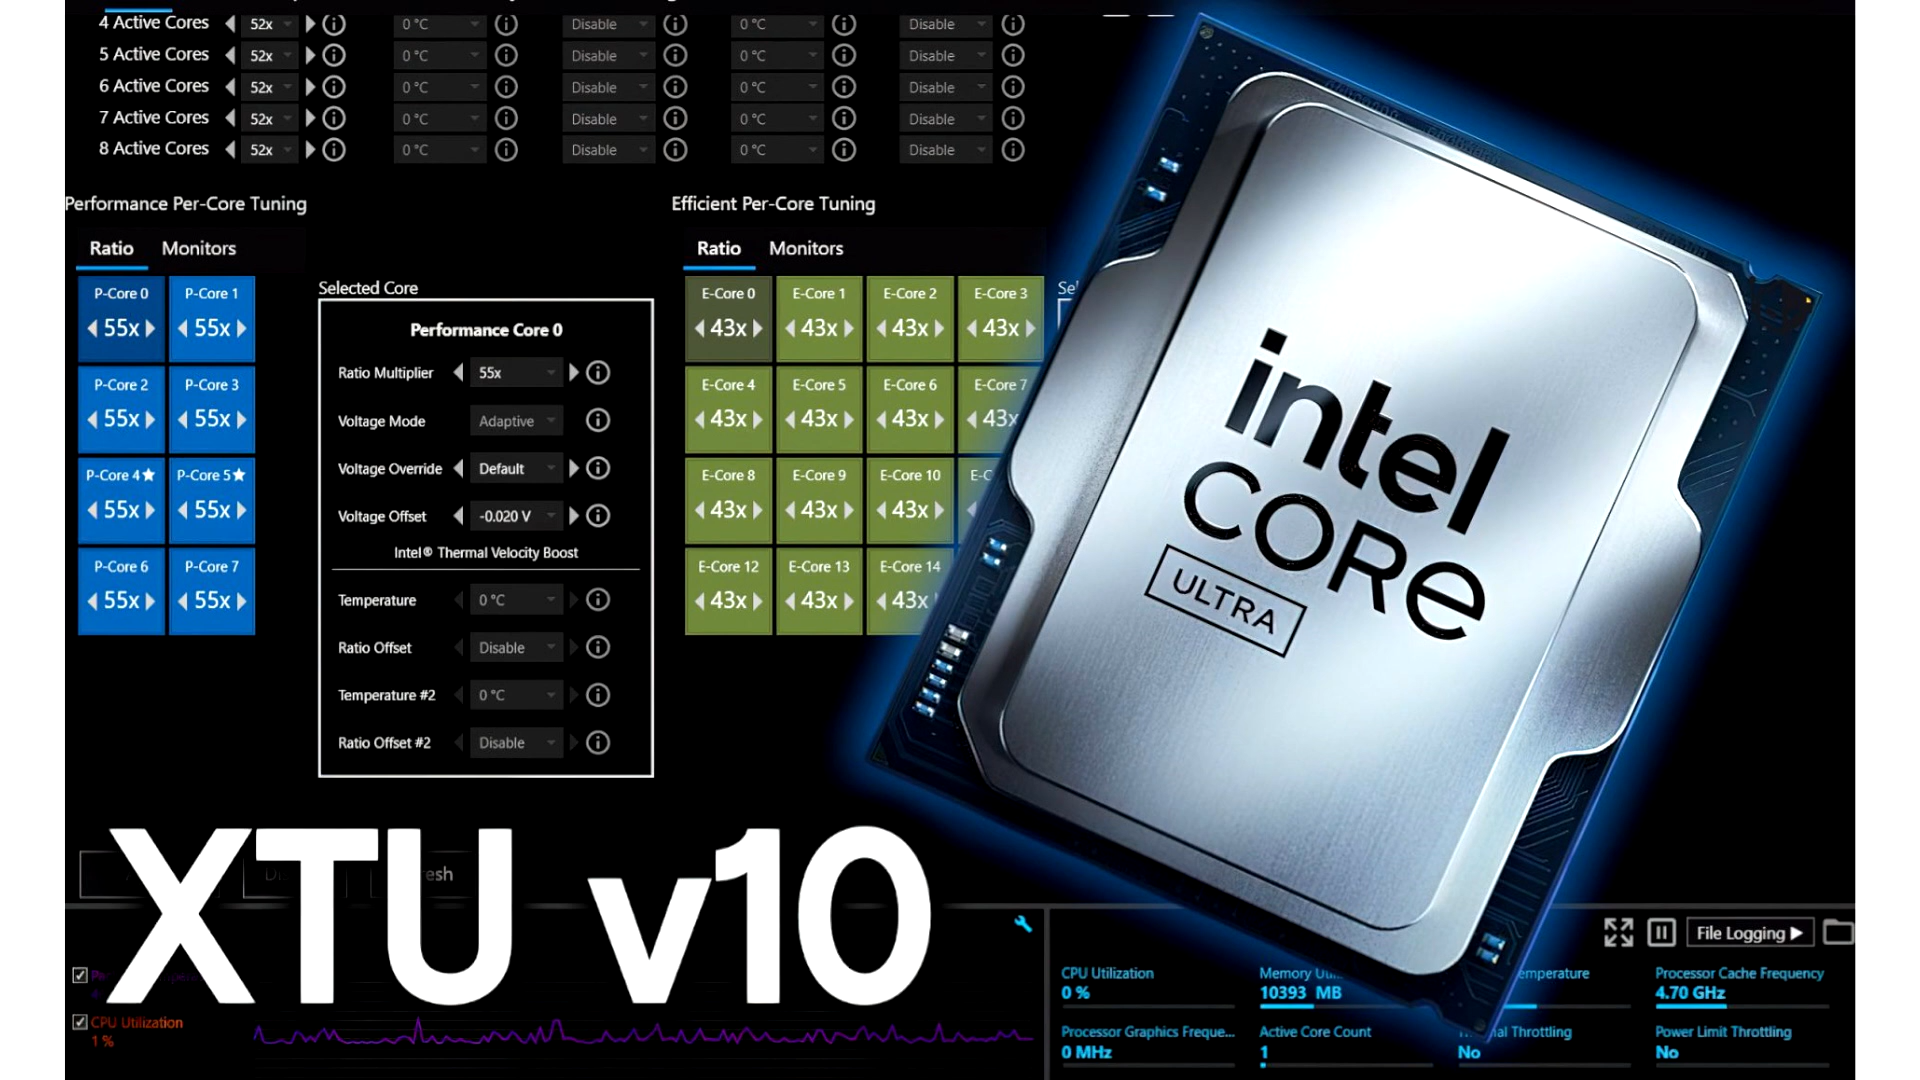 4 Active Cores 52x 0 °C Disable 0 °C Disable
5 Active Cores 52x 0 °C Disable 0 °C Disable
6 Active Cores 52x 0 °C Disable 0 °C Disable
7 Active Cores 52x 0 °C Disable 0 °C Disable
8 Active Cores 52x 0 °C Disable 0 °C Disable
Performance Per-Core Tuning
Ratio Monitors
P-Core 0 P-Core 1
55x 55x
P-Core 2 P-Core 3
55x 55x
P-Core 4★ P-Core 5★
55x 55x
P-Core 6 P-Core 7
55x 55x
Selected Core
Performance Core 0
Ratio Multiplier 55x
Voltage Mode Adaptive
Voltage Override Default
Voltage Offset -0.020 V
Intel® Thermal Velocity Boost
Temperature 0 °C
Ratio Offset Disable
Temperature #2 0 °C
Ratio Offset #2 Disable
Efficient Per-Core Tuning
Ratio Monitors
E-Core 0 E-Core 1 E-Core 2 E-Core 3
43x 43x 43x 43x
E-Core 4 E-Core 5 E-Core 6 E-Core 7
43x 43x 43x 43x
E-Core 8 E-Core 9 E-Core 10
43x 43x 43x
E-Core 12 E-Core 13 E-Core 14
43x 43x 43x
intel
CORE
ULTRA
XTU v10
CPU Utilization
1 %
File Logging
CPU Utilization
0 %
Memory
10393 MB
Processor Cache Frequency
4.70 GHz
Processor Graphics Freque...
0 MHz
Active Core Count
1
Throttling
No
Power Limit Throttling
No